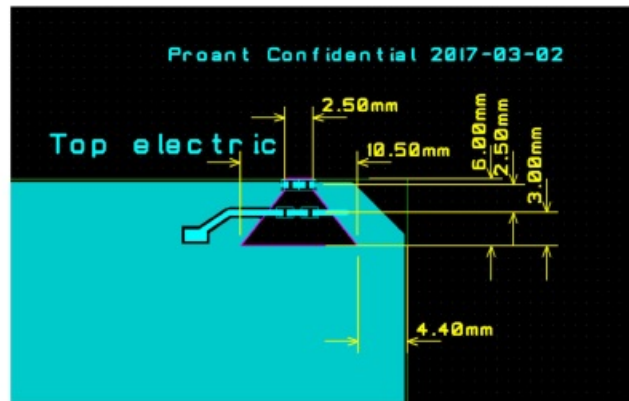 Proant Confidential 2017-03-02
2.50mm
Top electric
10.50mm
6.00mm
2.50mm
3.00mm
4.40mm